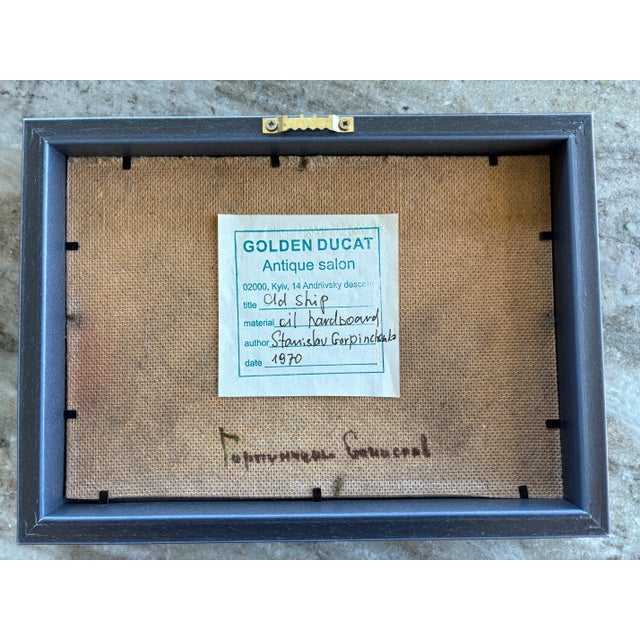 GOLDEN DUCAT
Antique salon
02000, Kyiv, 14 Andriivsky descent
title Old ship
material oil hardboard
author Stanislav Gorpinchenko
date 1970
Станислав